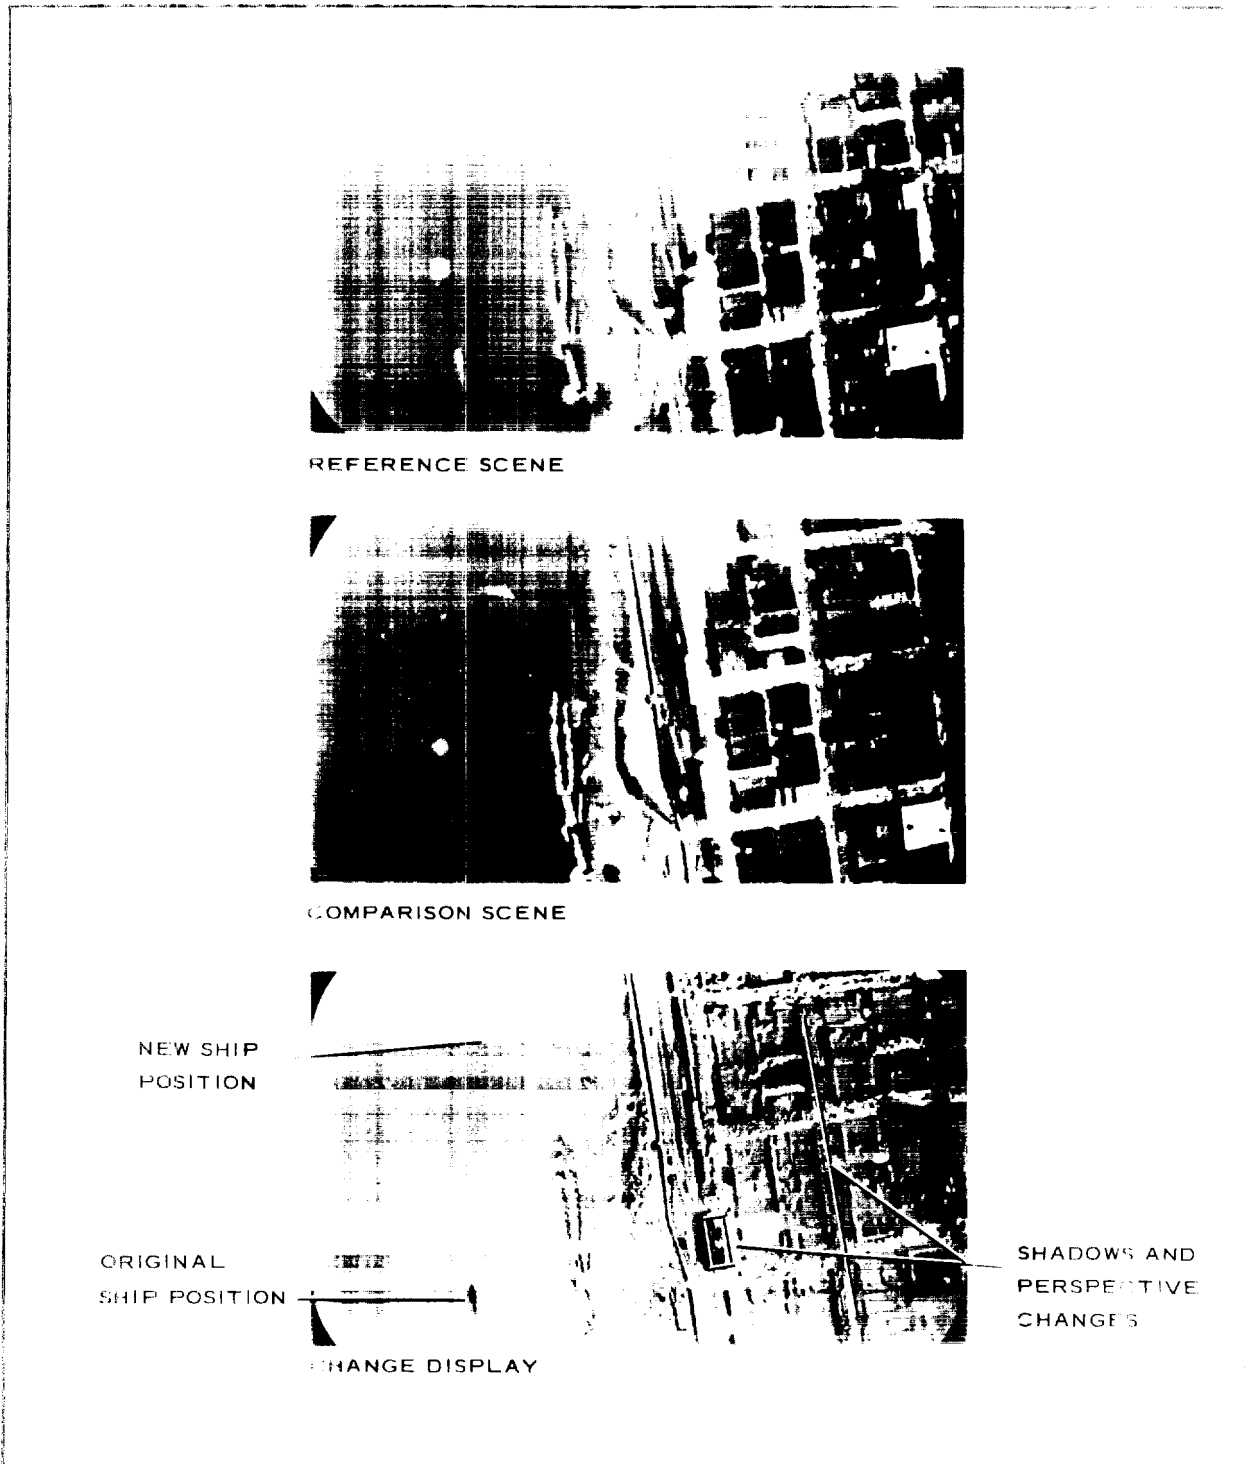 REFERENCE SCENE
COMPARISON SCENE
NEW SHIP
POSITION
ORIGINAL
SHIP POSITION
SHADOWS AND
PERSPECTIVE
CHANGES
CHANGE DISPLAY